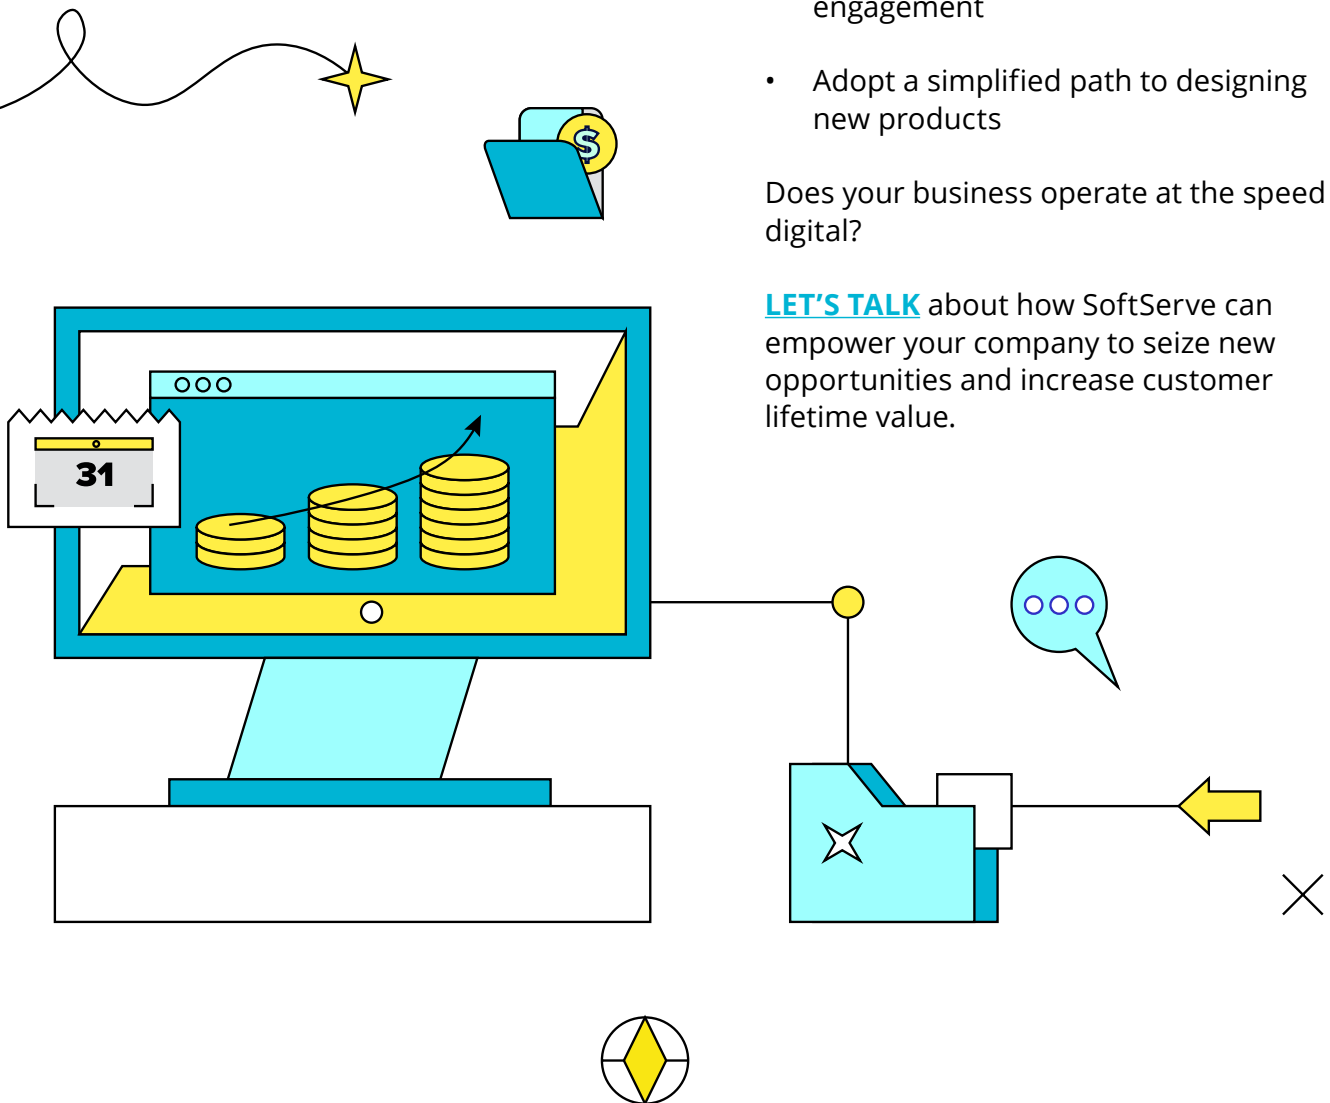 engagement
• Adopt a simplified path to designing
new products
Does your business operate at the speed
digital?
LET’S TALK about how SoftServe can
empower your company to seize new
opportunities and increase customer
lifetime value.
$
31